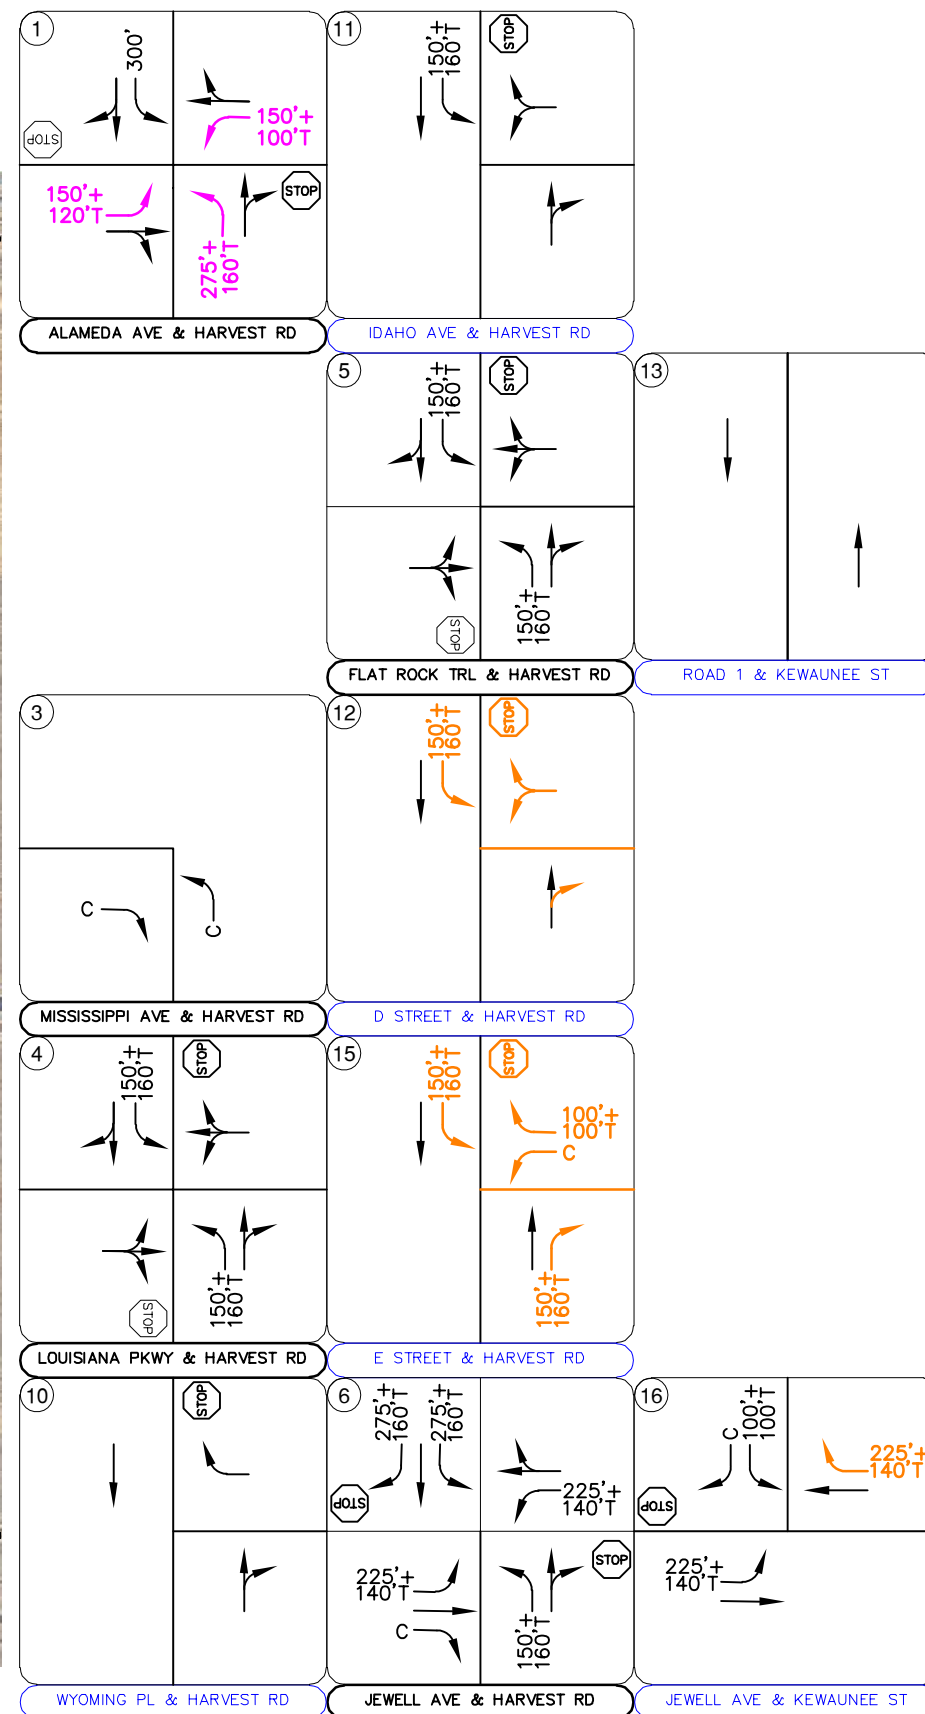 1
300'
STOP
150'+
100'T
150'+
120'T
STOP
275'+
160'T
ALAMEDA AVE & HARVEST RD
11
150'+
160'T
STOP
IDAHO AVE & HARVEST RD
5
150'+
160'T
STOP
STOP
150'+
160'T
FLAT ROCK TRL & HARVEST RD
13
ROAD 1 & KEWAUNEE ST
3
C
C
MISSISSIPPI AVE & HARVEST RD
12
150'+
160'T
STOP
D STREET & HARVEST RD
4
150'+
160'T
STOP
STOP
150'+
160'T
LOUISIANA PKWY & HARVEST RD
15
150'+
160'T
STOP
100'+
100'T
C
150'+
160'T
E STREET & HARVEST RD
10
STOP
WYOMING PL & HARVEST RD
6
275'+
160'T
275'+
160'T
STOP
225'+
140'T
225'+
140'T
C
STOP
150'+
160'T
JEWELL AVE & HARVEST RD
16
C
100'+
100'T
STOP
225'+
140'T
225'+
140'T
JEWELL AVE & KEWAUNEE ST